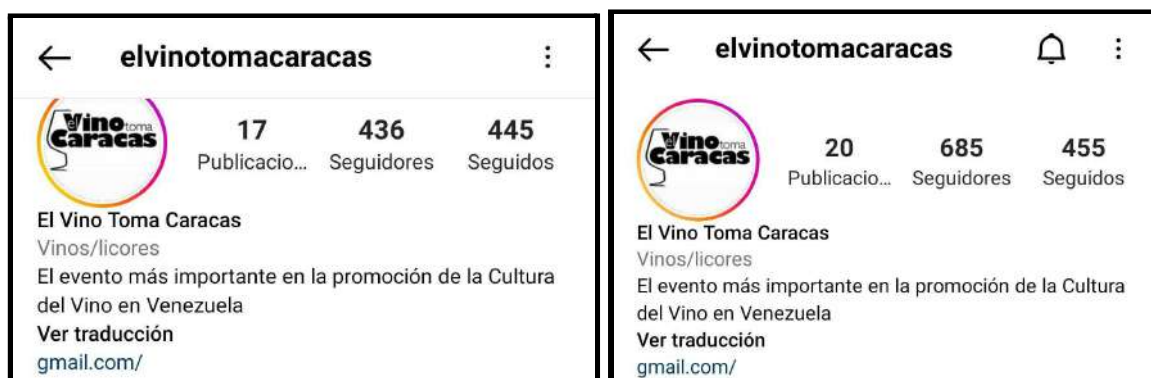 elvinotomacaracas
el Vino toma
Caracas
17 436 445
Publicacio... Seguidores Seguidos
El Vino Toma Caracas
Vinos/licores
El evento más importante en la promoción de la Cultura
del Vino en Venezuela
Ver traducción
gmail.com/
elvinotomacaracas
el Vino toma
Caracas
20 685 455
Publicacio... Seguidores Seguidos
El Vino Toma Caracas
Vinos/licores
El evento más importante en la promoción de la Cultura
del Vino en Venezuela
Ver traducción
gmail.com/